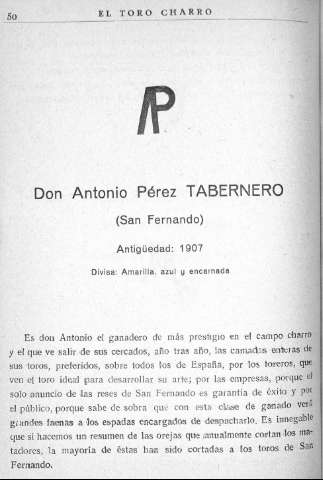 50
EL TORO CHARRO
AP
Don Antonio Pérez TABERNERO
(San Fernando)
Antigüedad: 1907
Divisa: Amarilla, azul y encarnada
Es don Antonio el ganadero de más prestigio en el campo charro
y el que ve salir de sus cercados, año tras año, las camadas enteras de
sus toros, preferidos, sobre todos los de España, por los toreros, que
ven el toro ideal para desarrollar su arte; por las empresas, porque el
solo anuncio de las reses de San Fernando es garantía de éxito y por
el público, porque sabe de sobra que con esta clase de ganado verá
grandes faenas a los espadas encargados de despacharlo. Es innegable
que si hacemos un resumen de las orejas que anualmente cortan los ma-
tadores, la mayoría de éstas han sido cortadas a los toros de San
Fernando.